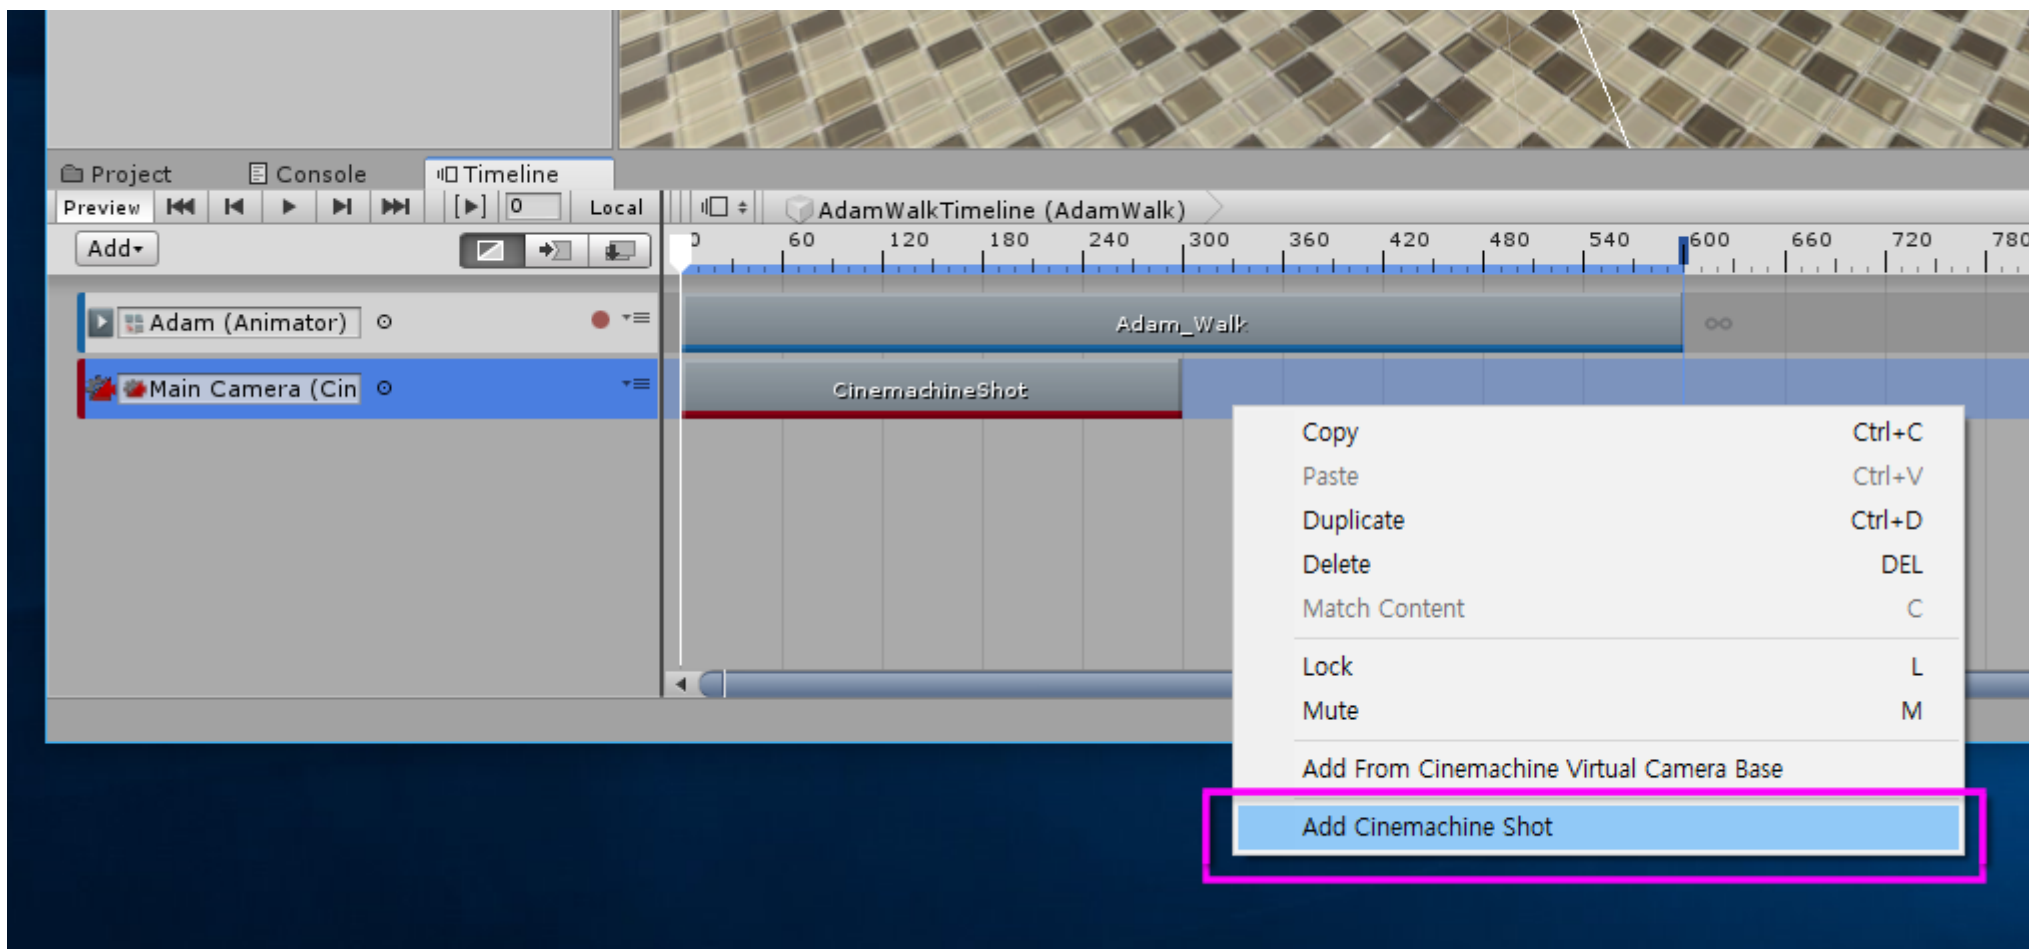 Project Console Timeline
Preview [▶] 0 Local AdamWalkTimeline (AdamWalk)
Add
0 60 120 180 240 300 360 420 480 540 600 660 720 780
Adam (Animator) Adam_Walk
Main Camera (Cin CinemachineShot
Copy Ctrl+C
Paste Ctrl+V
Duplicate Ctrl+D
Delete DEL
Match Content C
Lock L
Mute M
Add From Cinemachine Virtual Camera Base
Add Cinemachine Shot